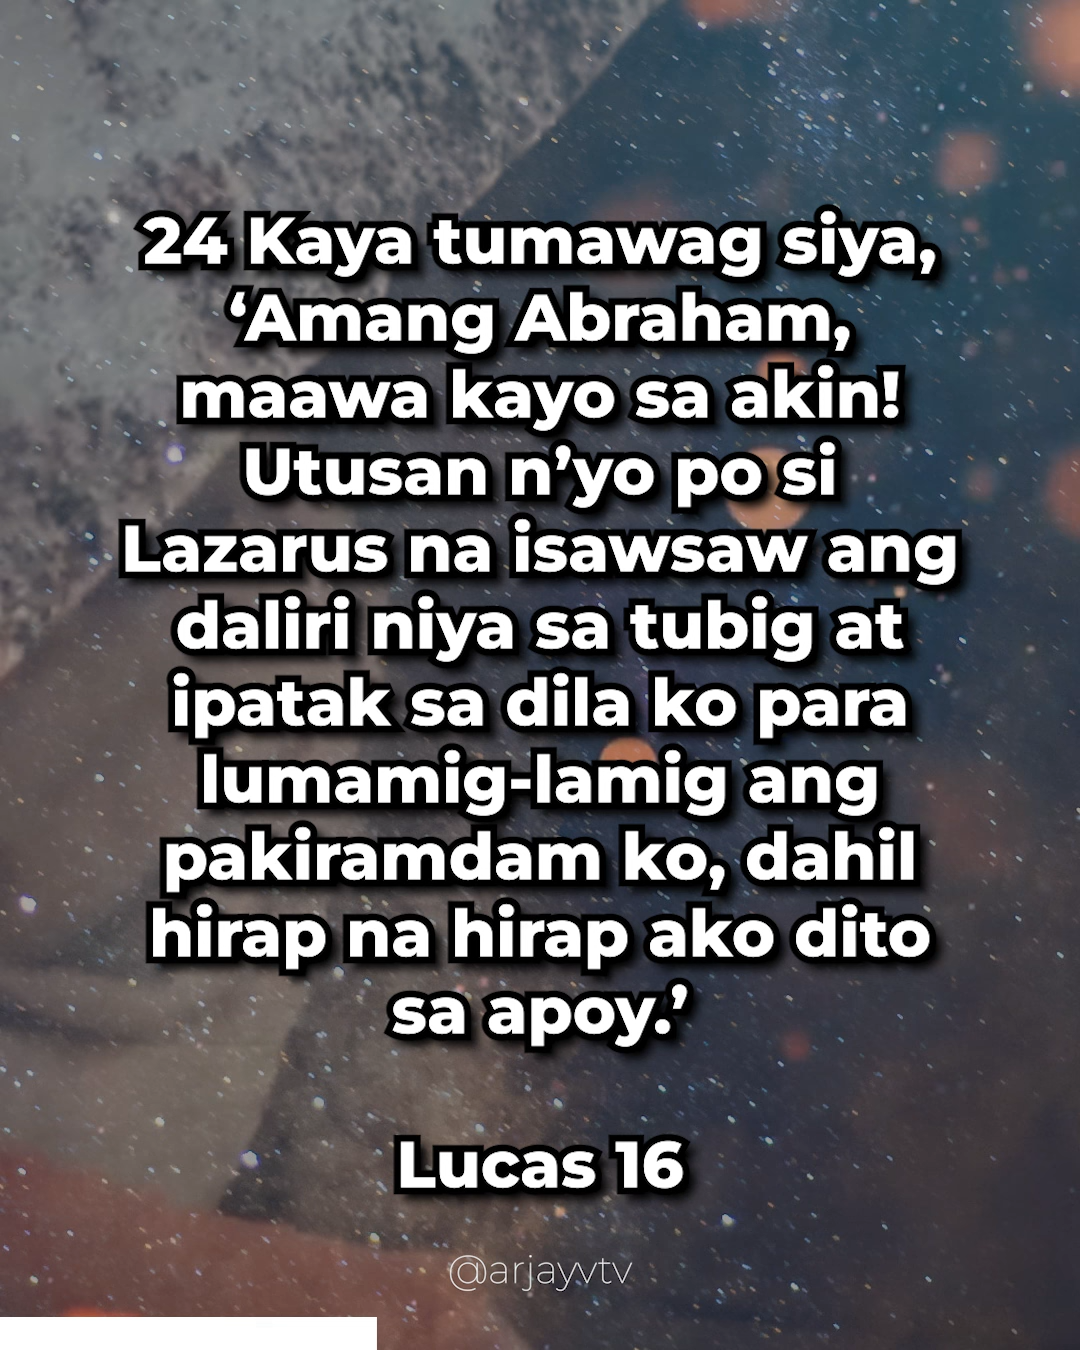 24 Kaya tumawag siya,
‘Amang Abraham,
maawa kayo sa akin!
Utusan n’yo po si
Lazarus na isawsaw ang
daliri niya sa tubig at
ipatak sa dila ko para
lumamig-lamig ang
pakiramdam ko, dahil
hirap na hirap ako dito
sa apoy.’
Lucas 16
@arjayvtv